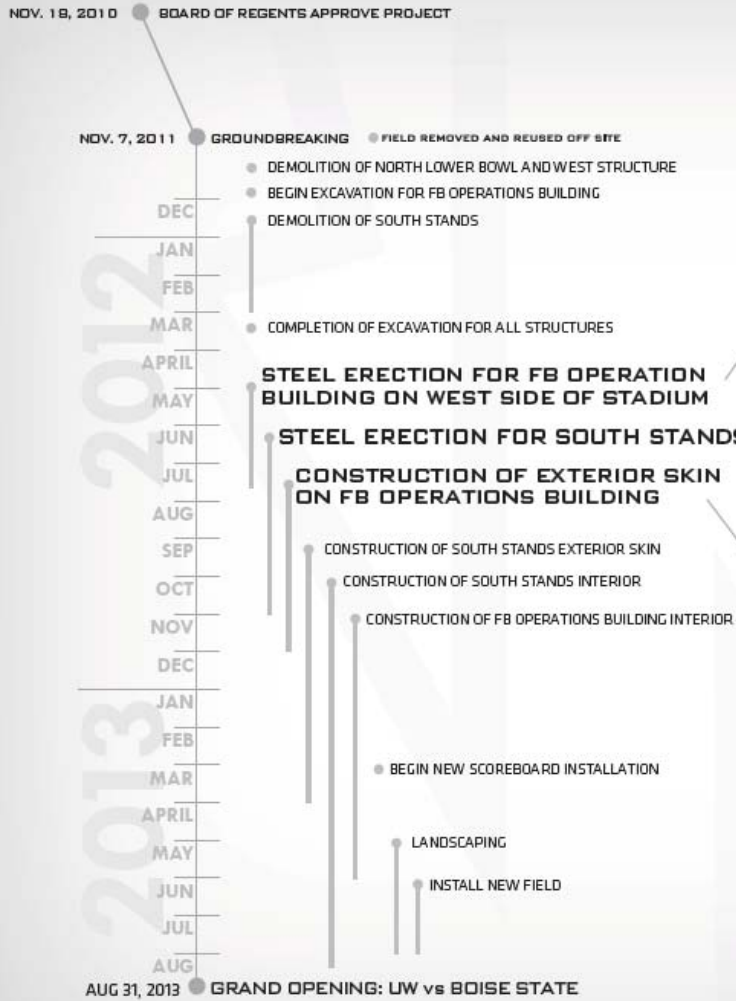 NOV. 18, 2010 BOARD OF REGENTS APPROVE PROJECT
NOV. 7, 2011 GROUNDBREAKING FIELD REMOVED AND REUSED OFF SITE
DEMOLITION OF NORTH LOWER BOWL AND WEST STRUCTURE
BEGIN EXCAVATION FOR FB OPERATIONS BUILDING
DEC
DEMOLITION OF SOUTH STANDS
2012
JAN
FEB
MAR
COMPLETION OF EXCAVATION FOR ALL STRUCTURES
APRIL
STEEL ERECTION FOR FB OPERATION
BUILDING ON WEST SIDE OF STADIUM
MAY
JUN
STEEL ERECTION FOR SOUTH STANDS
JUL
CONSTRUCTION OF EXTERIOR SKIN
ON FB OPERATIONS BUILDING
AUG
SEP
CONSTRUCTION OF SOUTH STANDS EXTERIOR SKIN
OCT
CONSTRUCTION OF SOUTH STANDS INTERIOR
NOV
CONSTRUCTION OF FB OPERATIONS BUILDING INTERIOR
DEC
2013
JAN
FEB
MAR
BEGIN NEW SCOREBOARD INSTALLATION
APRIL
LANDSCAPING
MAY
JUN
INSTALL NEW FIELD
JUL
AUG
AUG 31, 2013 GRAND OPENING: UW vs BOISE STATE